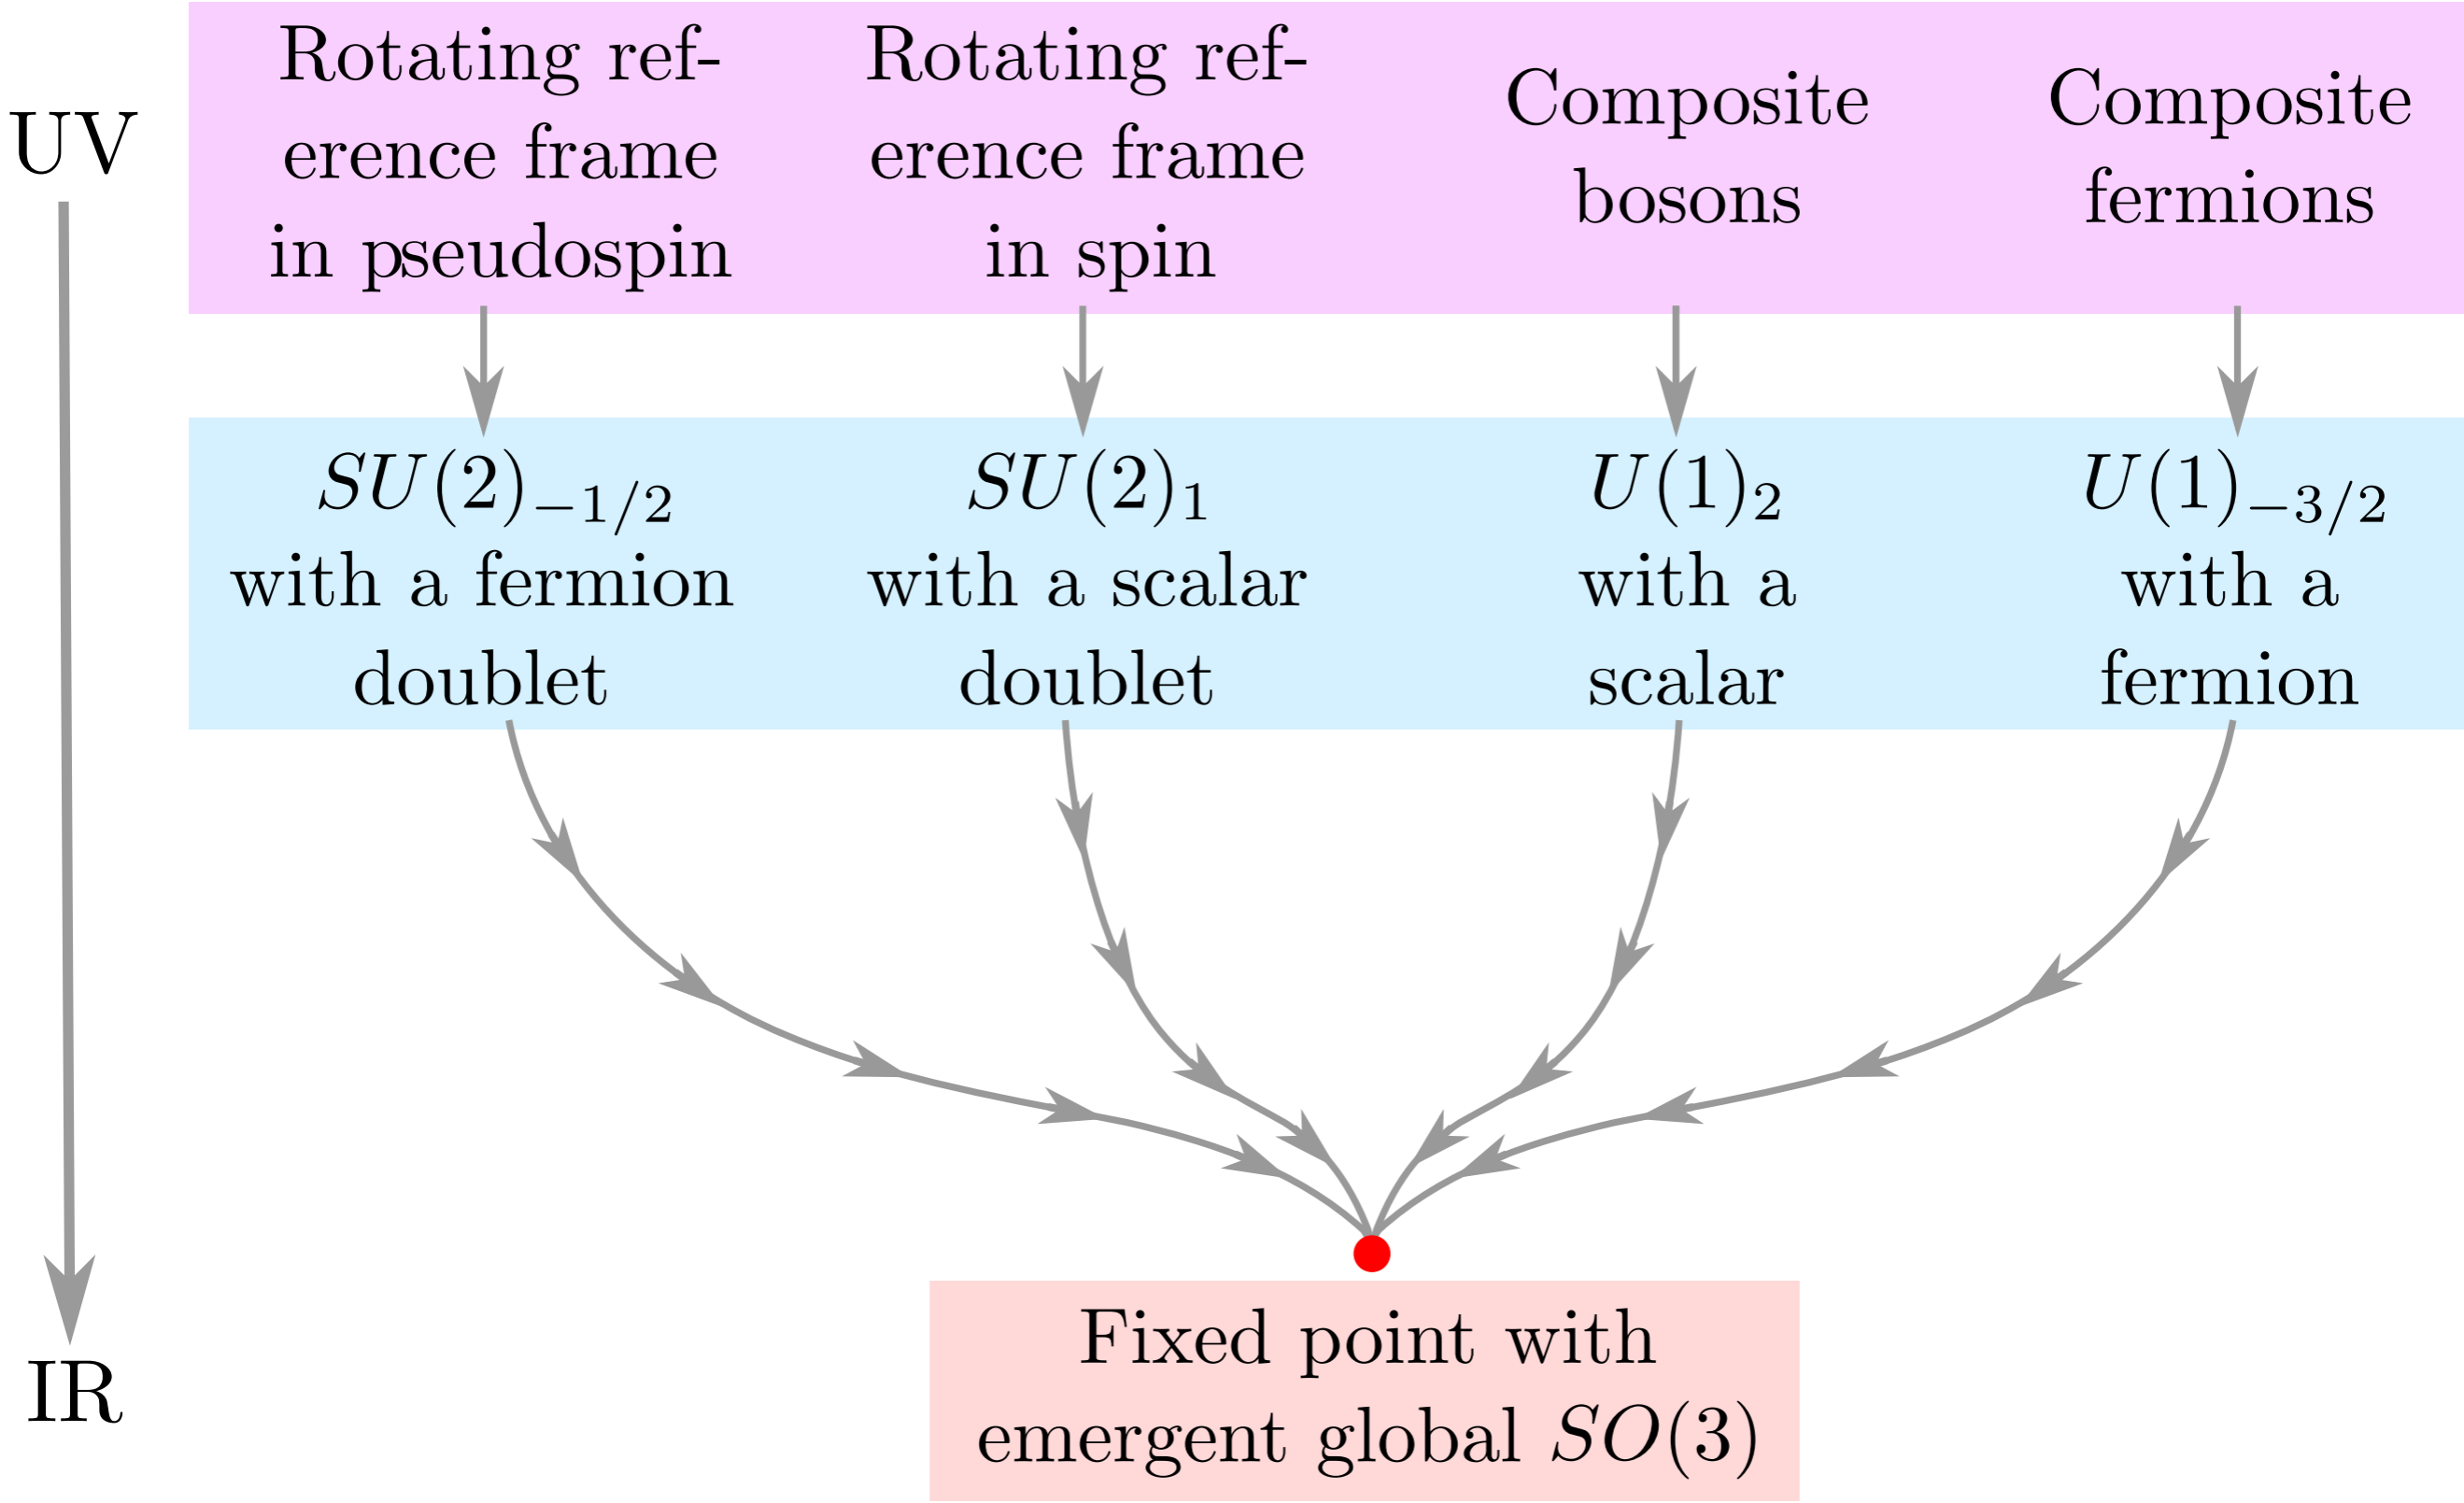 UV
Rotating ref-
erence frame
in pseudospin
Rotating ref-
erence frame
in spin
Composite
bosons
Composite
fermions
SU(2)_{-1/2}
with a fermion
doublet
SU(2)_1
with a scalar
doublet
U(1)_2
with a
scalar
U(1)_{-3/2}
with a
fermion
IR
Fixed point with
emergent global SO(3)